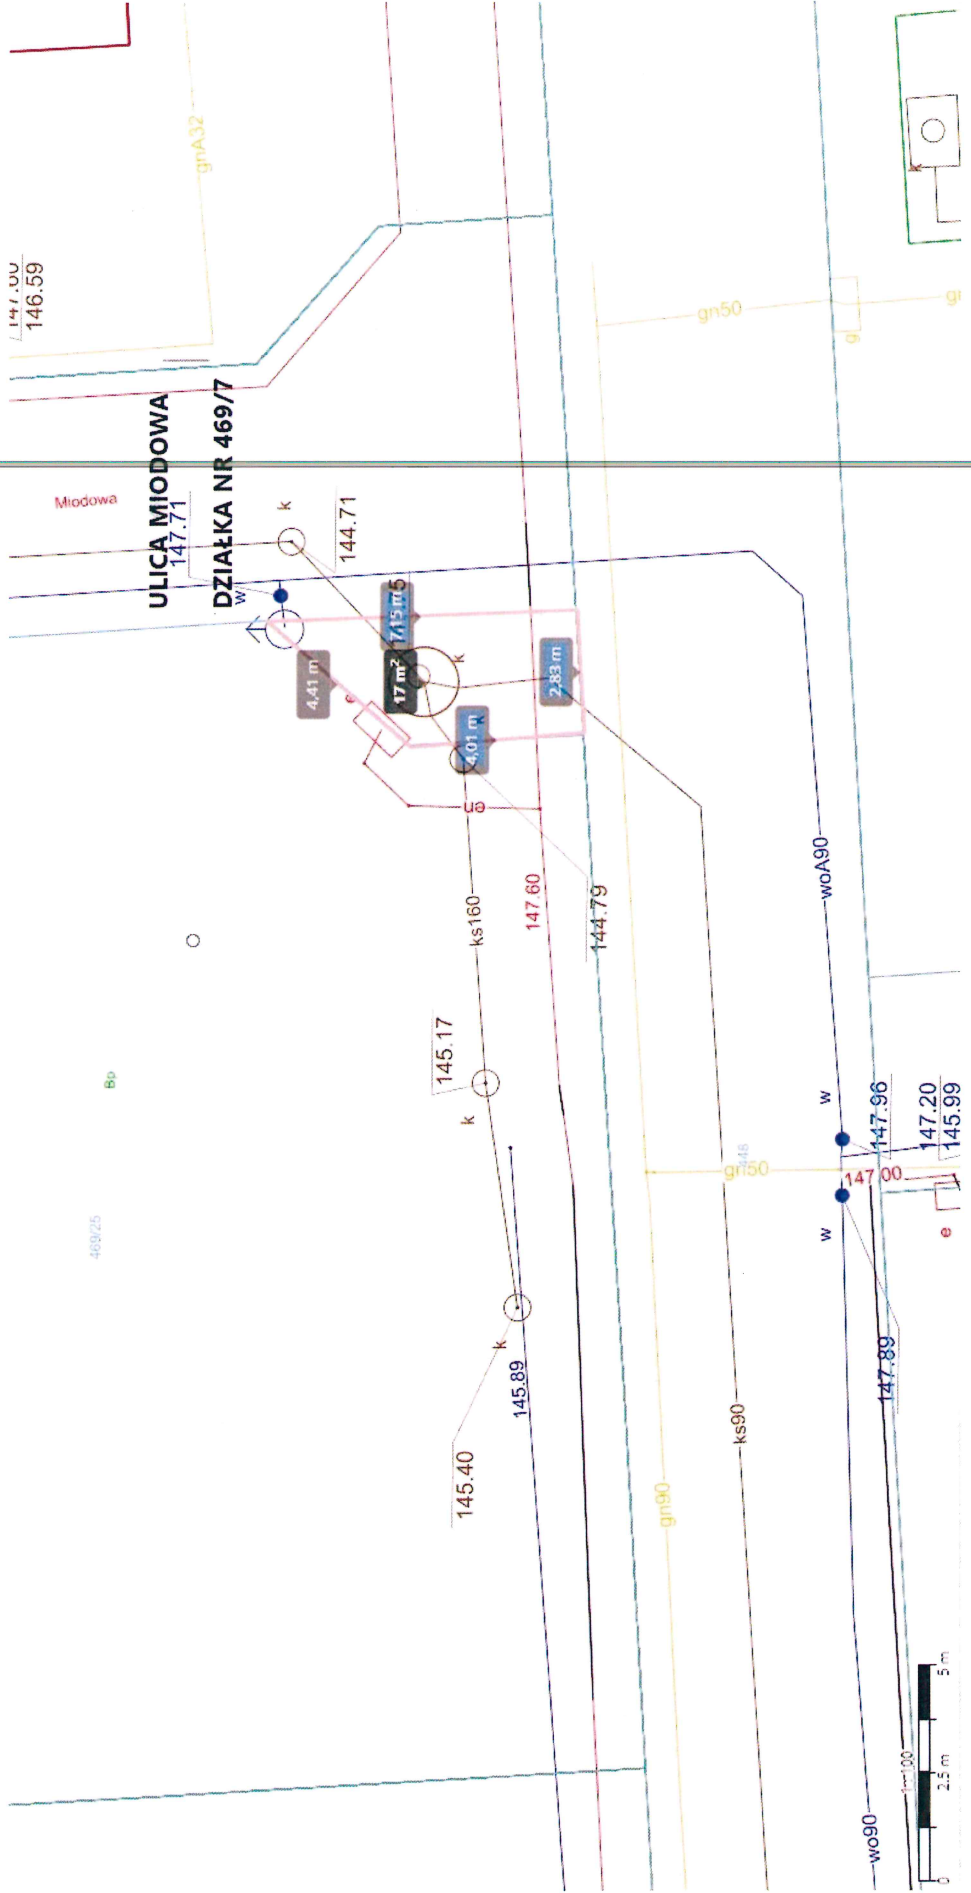 gnA32
146.59
ULICA MIODOWA
DZIAŁKA NR 469/7
Miodowa
147.71
w
k
144.71
4,41 m
e
7,15 m
17 m²
k
2,83 m
4,01 m
k
en
ks160
147.60
144.79
145.17
k
Bp
469/25
k
145.89
145.40
gn50
g
k
woA90
w
147.96
147.20
145.99
448
gn50
147.00
w
e
147.89
ks90
gn90
wo90
0
2.5 m
5 m